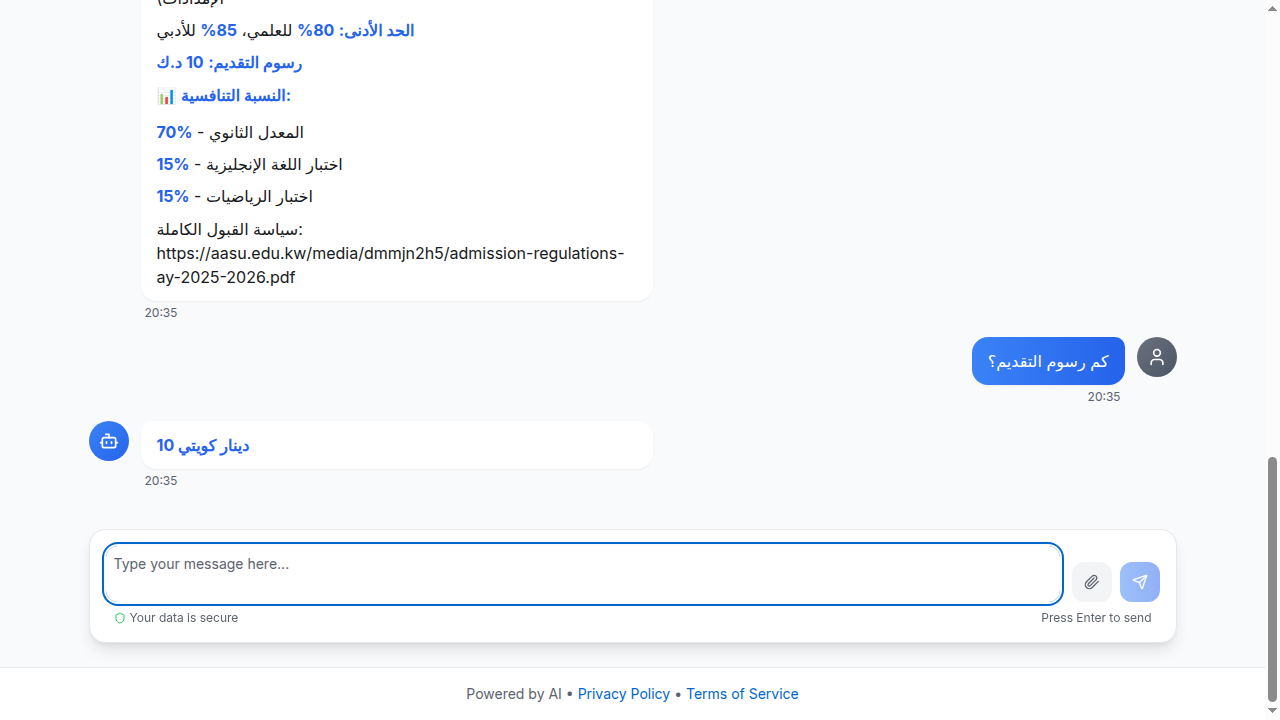 الإمدادات)
الحد الأدنى: 80% للعلمي، 85% للأدبي
رسوم التقديم: 10 د.ك
📊 النسبة التنافسية:
70% - المعدل الثانوي
15% - اختبار اللغة الإنجليزية
15% - اختبار الرياضيات
سياسة القبول الكاملة:
https://aasu.edu.kw/media/dmmjn2h5/admission-regulations-
ay-2025-2026.pdf
20:35
كم رسوم التقديم؟
20:35
10 دينار كويتي
20:35
Type your message here...
Your data is secure
Press Enter to send
Powered by AI • Privacy Policy • Terms of Service